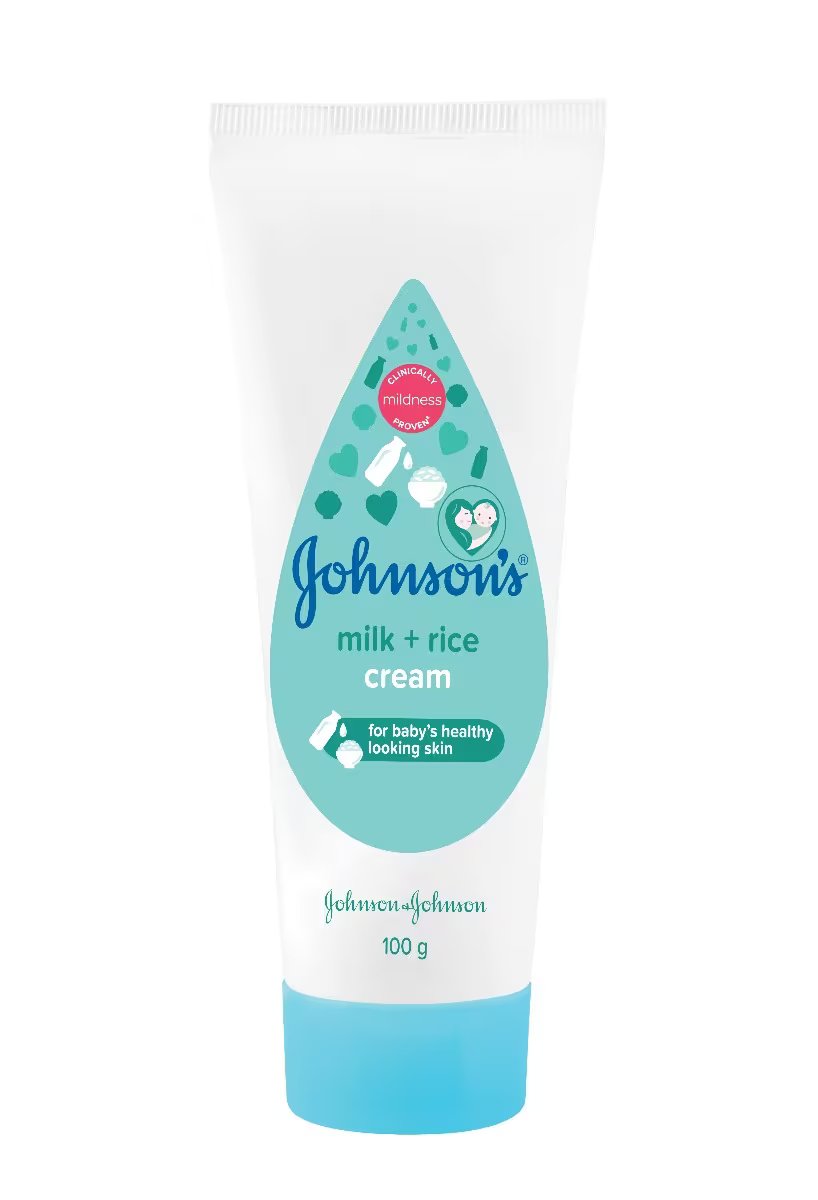 CLINICALLY
mildness
PROVEN
Johnson's®
milk + rice
cream
for baby's healthy
looking skin
Johnson & Johnson
100 g